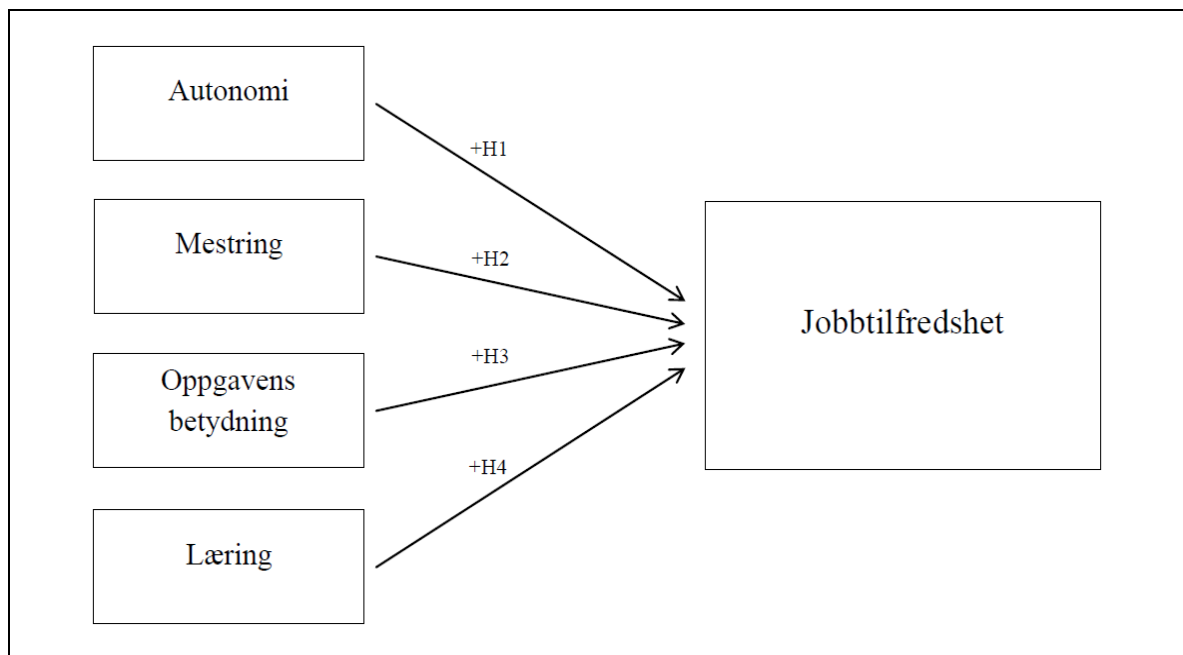 Autonomi
+H1
Mestring
+H2
Oppgavens
betydning
+H3
Læring
+H4
Jobbtilfredshet